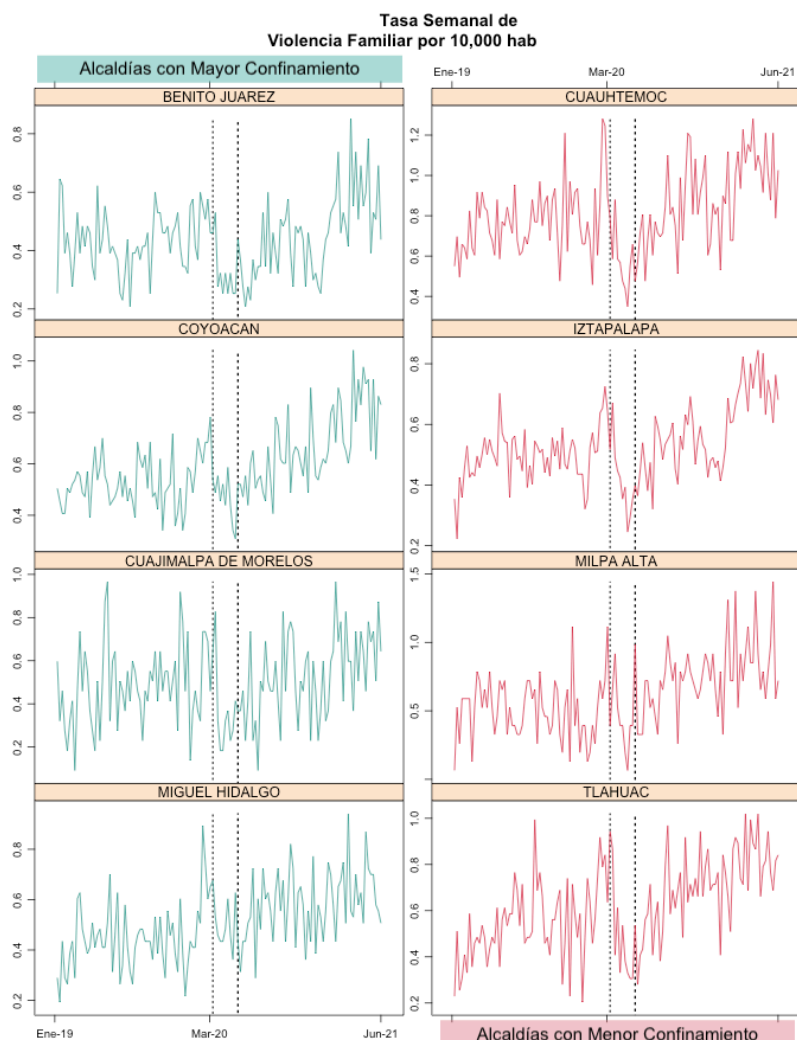 Tasa Semanal de
Violencia Familiar por 10,000 hab
Alcaldías con Mayor Confinamiento
Ene-19 Mar-20 Jun-21
BENITO JUAREZ
0.2 0.4 0.6 0.8
CUAUHTEMOC
0.4 0.6 0.8 1.0 1.2
COYOACAN
0.4 0.6 0.8 1.0
IZTAPALAPA
0.2 0.4 0.6 0.8
CUAJIMALPA DE MORELOS
0.2 0.4 0.6 0.8 1.0
MILPA ALTA
0.5 1.0 1.5
MIGUEL HIDALGO
0.2 0.4 0.6 0.8
TLAHUAC
0.2 0.4 0.6 0.8 1.0
Ene-19 Mar-20 Jun-21
Alcaldías con Menor Confinamiento